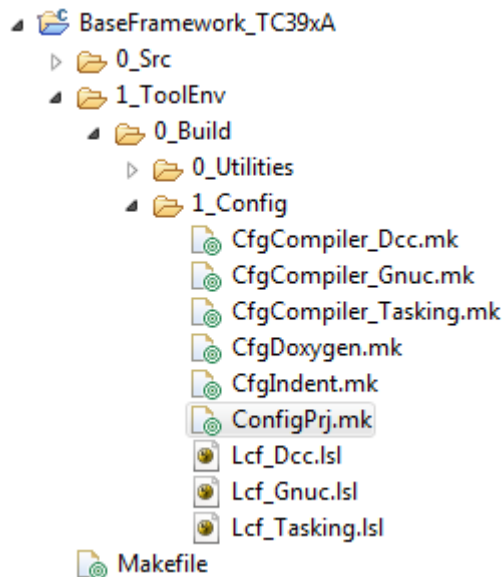 BaseFramework_TC39xA
0_Src
1_ToolEnv
0_Build
0_Utilities
1_Config
CfgCompiler_Dcc.mk
CfgCompiler_Gnuc.mk
CfgCompiler_Tasking.mk
CfgDoxygen.mk
CfgIndent.mk
ConfigPrj.mk
Lcf_Dcc.lsl
Lcf_Gnuc.lsl
Lcf_Tasking.lsl
Makefile